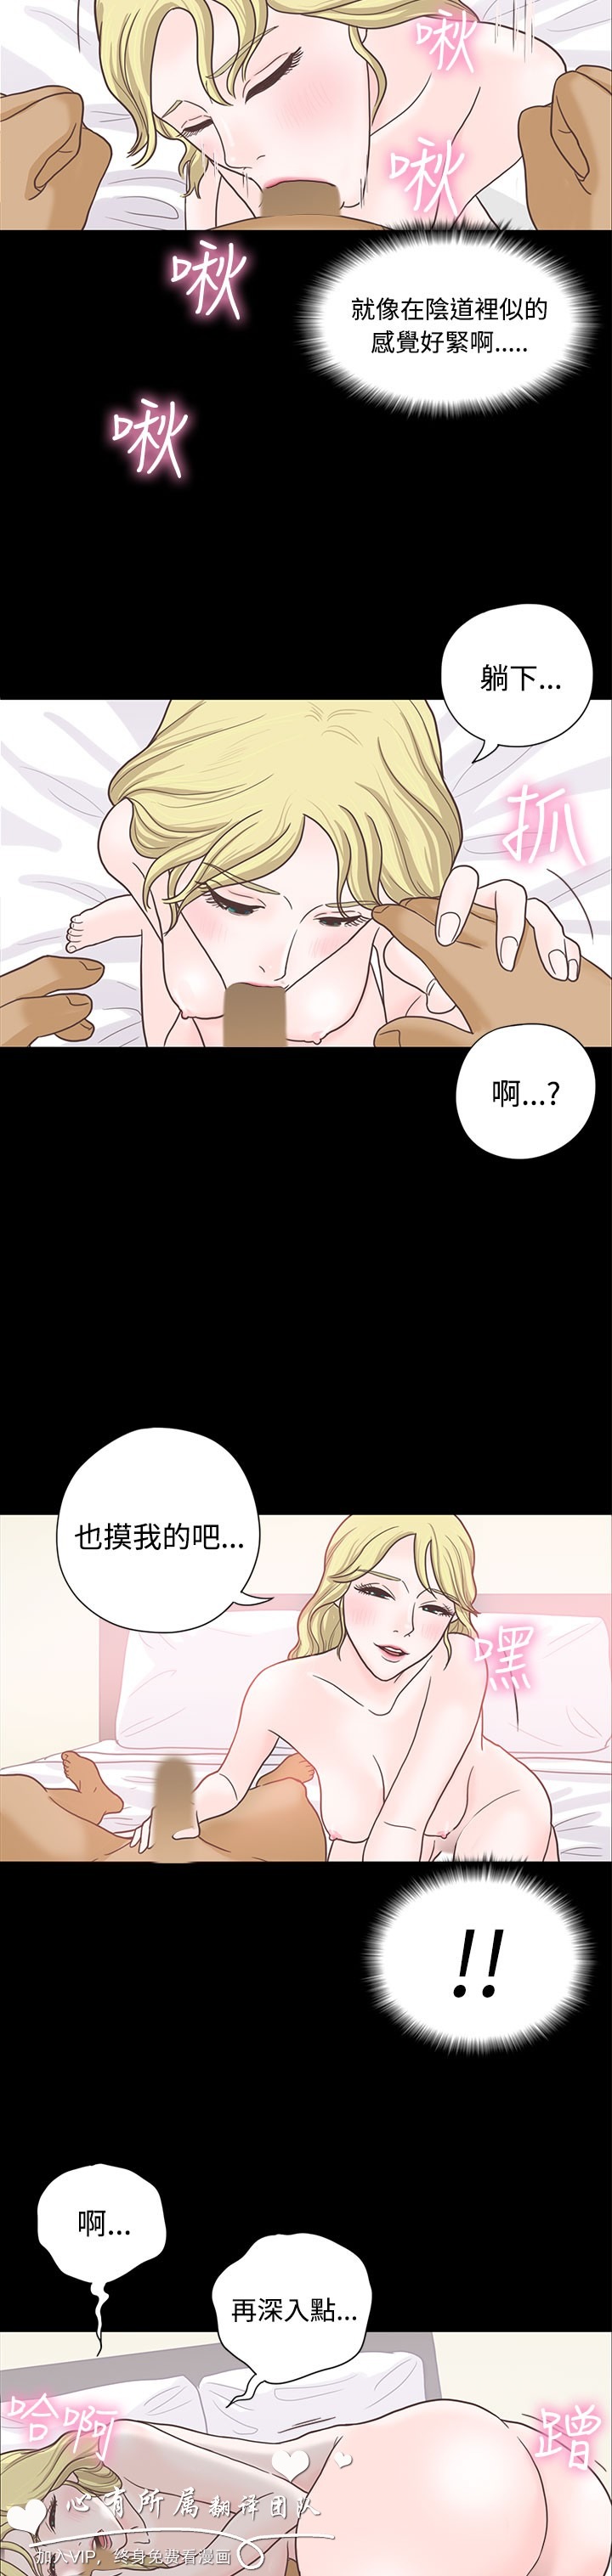 啾
啾
啾
就像在陰道裡似的
感覺好緊啊.....
啾
躺下...
抓
啊...?
也摸我的吧...
嘿
!!
啊...
再深入點...
哈啊
蹭
心有所属翻译团队
加入VIP，终身免费看漫画